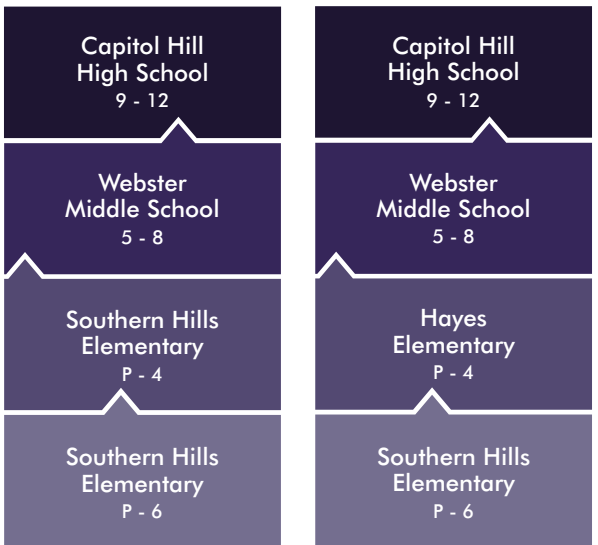 Capitol Hill
High School
9 - 12
Webster
Middle School
5 - 8
Southern Hills
Elementary
P - 4
Southern Hills
Elementary
P - 6
Capitol Hill
High School
9 - 12
Webster
Middle School
5 - 8
Hayes
Elementary
P - 4
Southern Hills
Elementary
P - 6